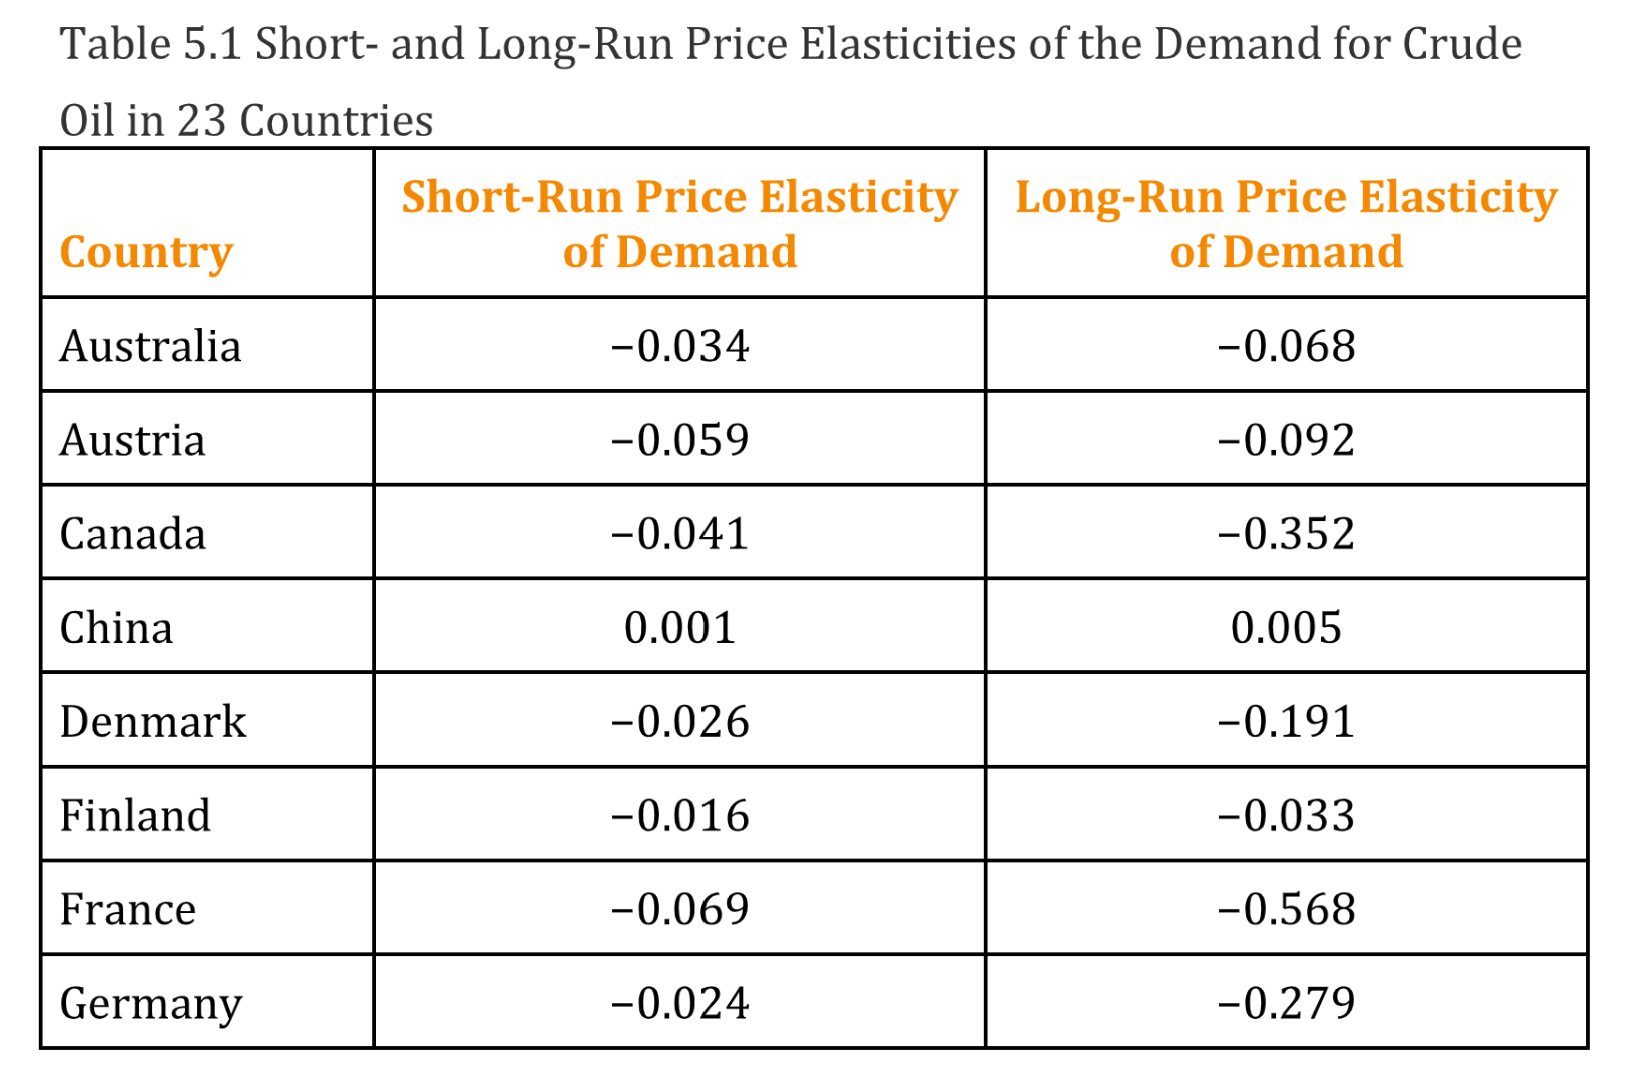 Table 5.1 Short- and Long-Run Price Elasticities of the Demand for Crude
Oil in 23 Countries
Country
Short-Run Price Elasticity
of Demand
Long-Run Price Elasticity
of Demand
Australia −0.034 −0.068
Austria −0.059 −0.092
Canada −0.041 −0.352
China 0.001 0.005
Denmark −0.026 −0.191
Finland −0.016 −0.033
France −0.069 −0.568
Germany −0.024 −0.279